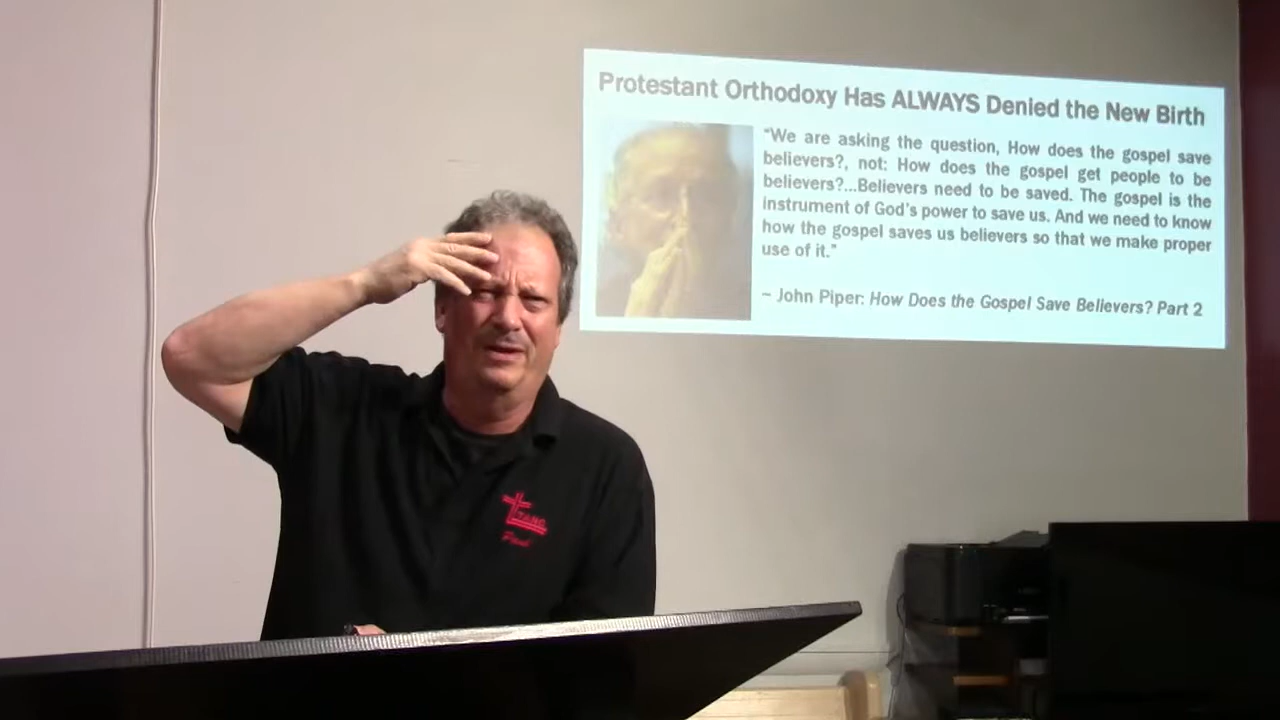 Protestant Orthodoxy Has ALWAYS Denied the New Birth
"We are asking the question, How does the gospel save
believers?, not: How does the gospel get people to be
believers?...Believers need to be saved. The gospel is the
instrument of God's power to save us. And we need to know
how the gospel saves us believers so that we make proper
use of it."
~ John Piper: How Does the Gospel Save Believers? Part 2
TANC
Paul